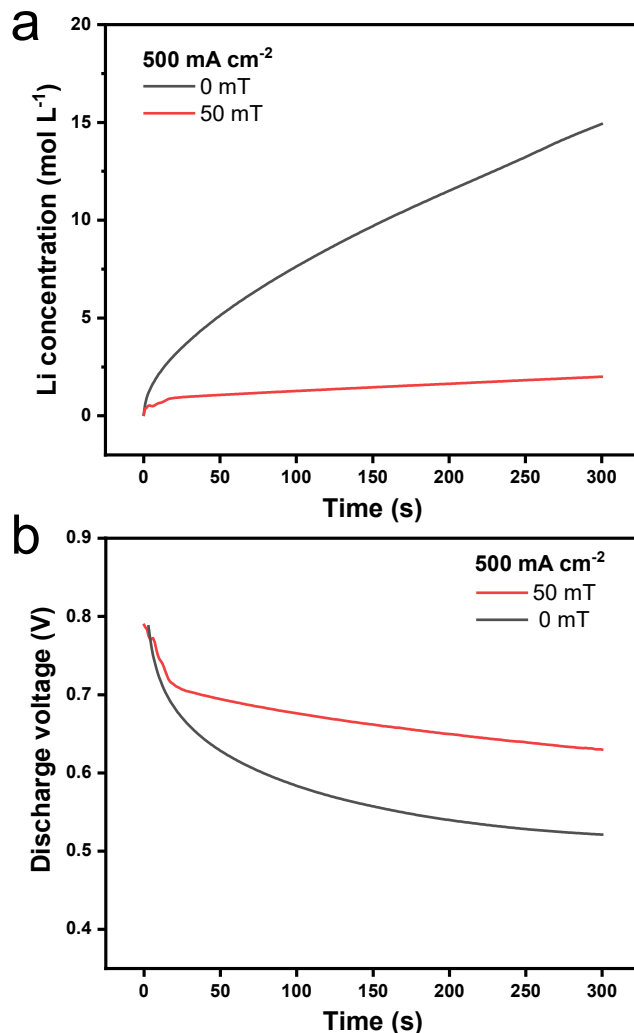 a
500 mA cm⁻²
0 mT
50 mT
Li concentration (mol L⁻¹)
20
15
10
5
0
0 50 100 150 200 250 300
Time (s)
b
500 mA cm⁻²
50 mT
0 mT
Discharge voltage (V)
0.9
0.8
0.7
0.6
0.5
0.4
0 50 100 150 200 250 300
Time (s)